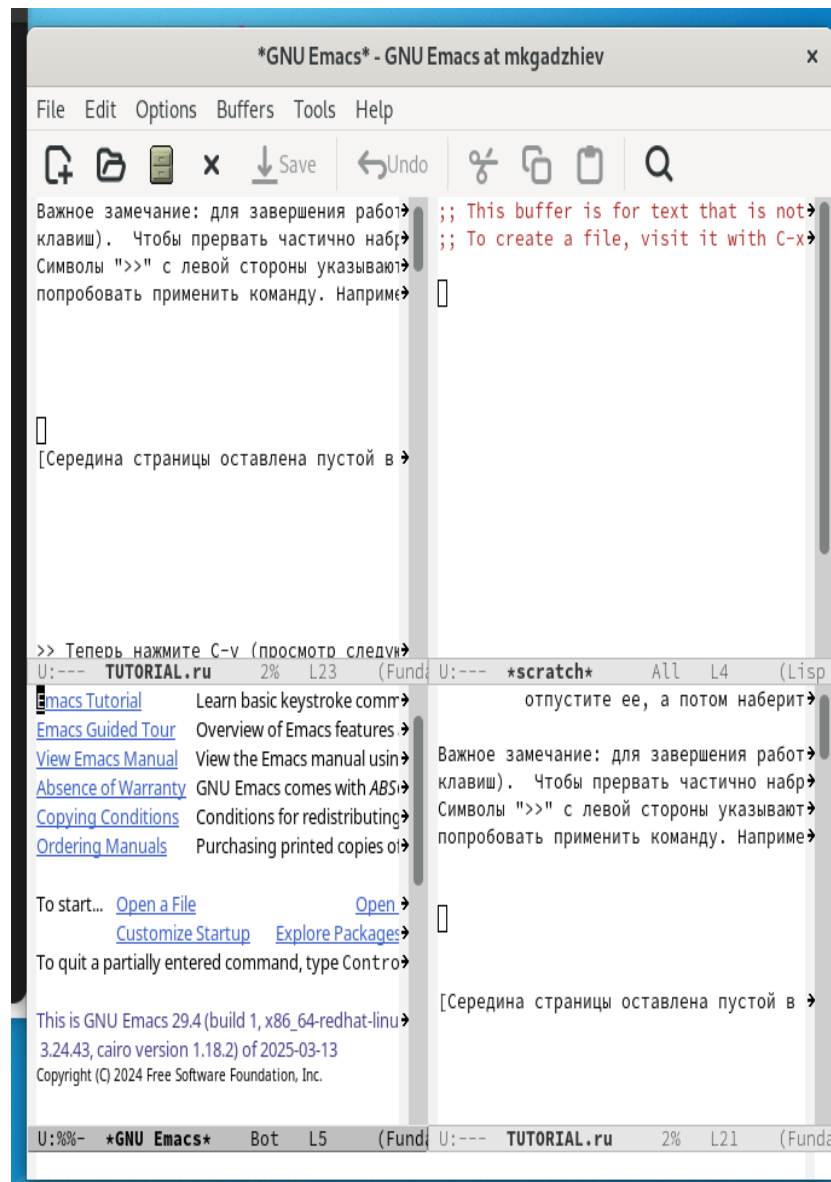 *GNU Emacs* - GNU Emacs at mkgadzhiev
File Edit Options Buffers Tools Help
Save Undo
Важное замечание: для завершения работ
клавиш).  Чтобы прервать частично наб
Символы ">>" с левой стороны указывают
попробовать применить команду. Наприме
[Середина страницы оставлена пустой в
>> Теперь нажмите C-v (просмотр следую
U:--- TUTORIAL.ru 2% L23 (Funda
;; This buffer is for text that is not
;; To create a file, visit it with C-x
U:--- *scratch* All L4 (Lisp
Emacs Tutorial Learn basic keystroke comm
Emacs Guided Tour Overview of Emacs features
View Emacs Manual View the Emacs manual usin
Absence of Warranty GNU Emacs comes with ABS
Copying Conditions Conditions for redistributing
Ordering Manuals Purchasing printed copies of
To start... Open a File Open
Customize Startup Explore Packages
To quit a partially entered command, type Contro
This is GNU Emacs 29.4 (build 1, x86_64-redhat-linu
3.24.43, cairo version 1.18.2) of 2025-03-13
Copyright (C) 2024 Free Software Foundation, Inc.
U:%%- *GNU Emacs* Bot L5 (Funda
отпустите ее, а потом наберит
Важное замечание: для завершения работ
клавиш).  Чтобы прервать частично набр
Символы ">>" с левой стороны указывают
попробовать применить команду. Наприме
[Середина страницы оставлена пустой в
U:--- TUTORIAL.ru 2% L21 (Funda